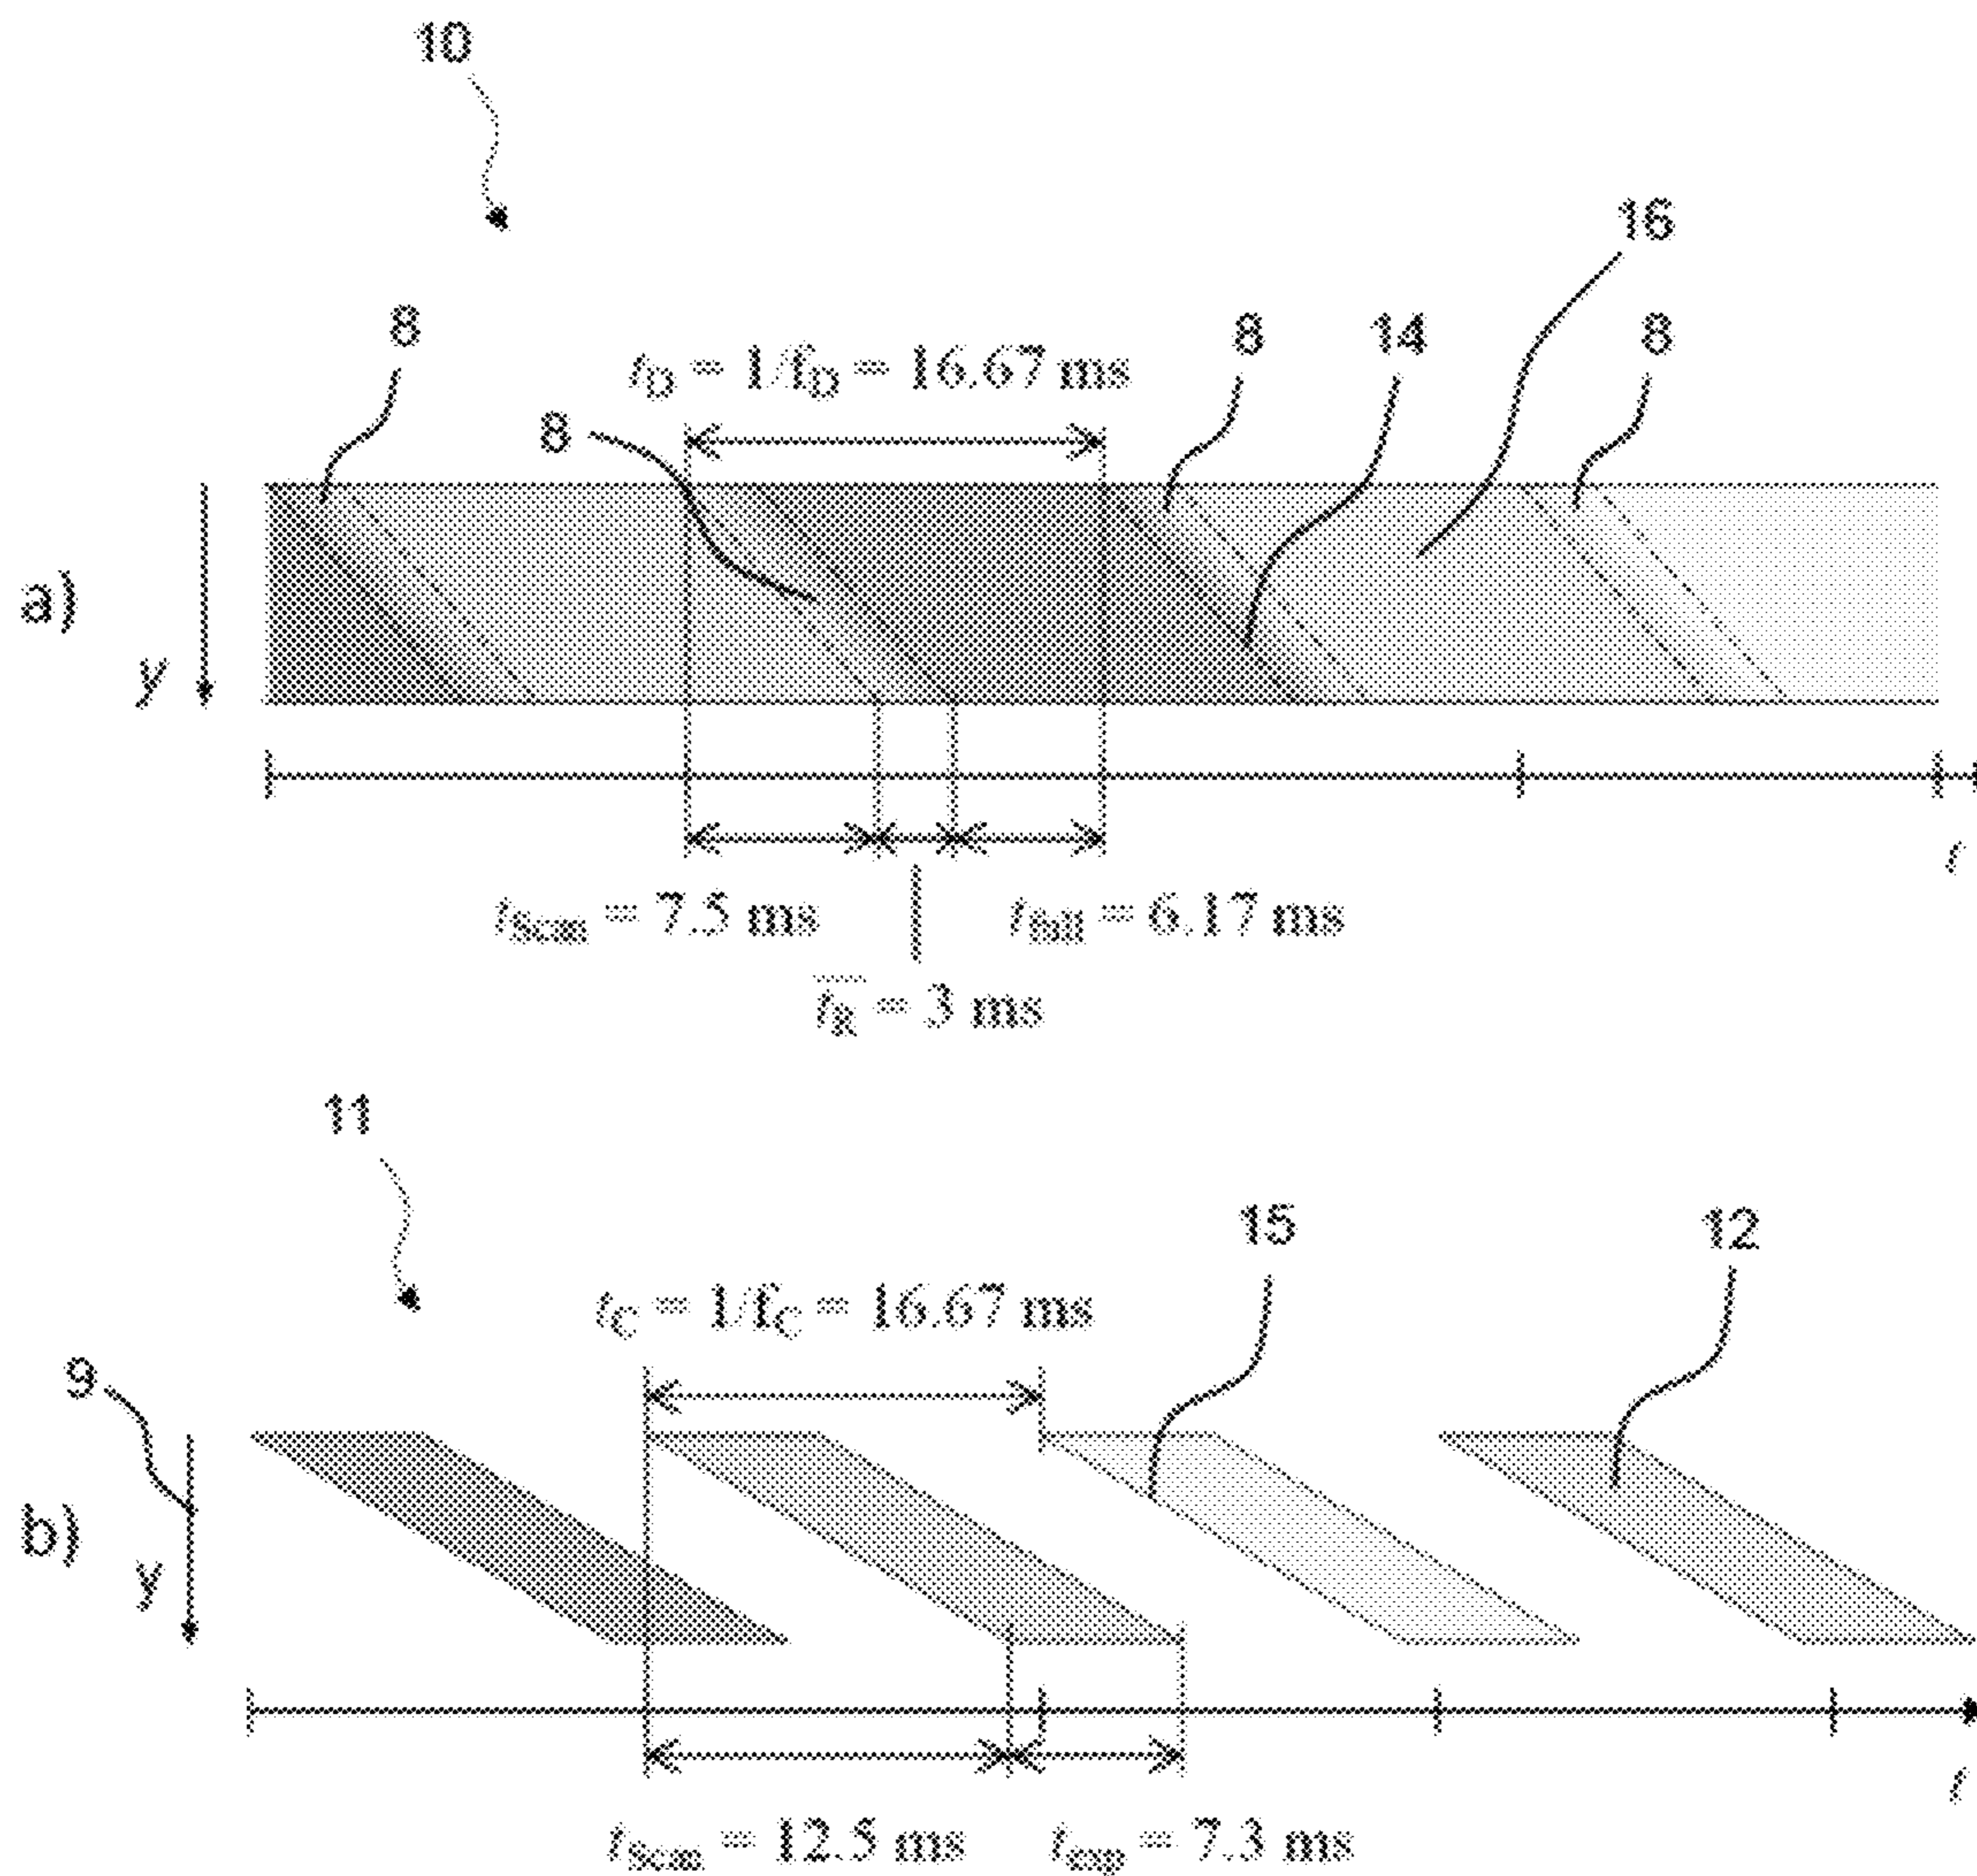 10
16
8
8
14
8
t_D = 1/f_D = 16.67 ms
8
a)
y
t
t_Scan = 7.5 ms
t_full = 6.17 ms
t_R = 3 ms
11
15
12
t_C = 1/f_C = 16.67 ms
9
b)
y
t
t_Scan = 12.5 ms
t_exp = 7.3 ms